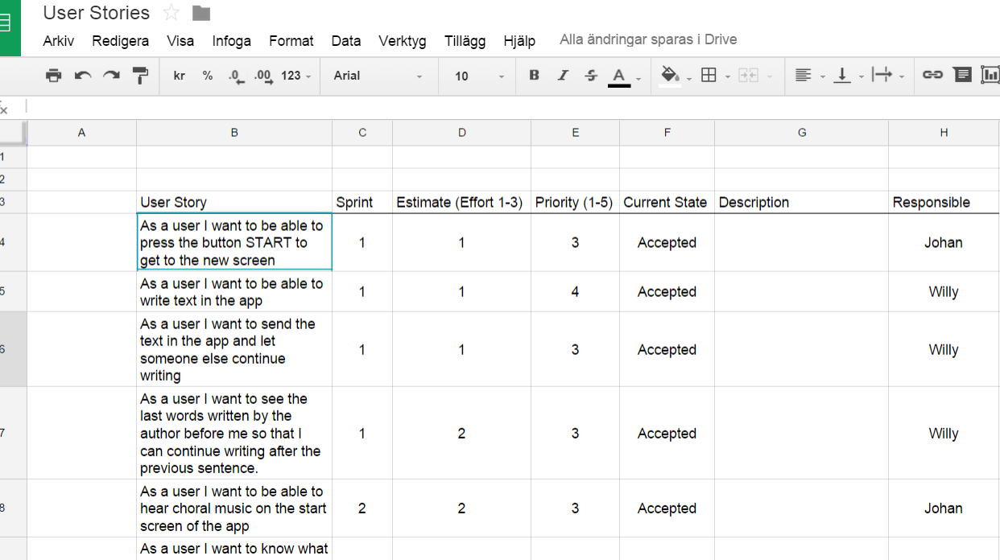 User Stories
Arkiv Redigera Visa Infoga Format Data Verktyg Tillägg Hjälp Alla ändringar sparas i Drive
kr % .0 .00 123 Arial 10 B I S A
A B C D E F G H
1
2
3 User Story Sprint Estimate (Effort 1-3) Priority (1-5) Current State Description Responsible
As a user I want to be able to
4 press the button START to 1 1 3 Accepted Johan
get to the new screen
As a user I want to be able to
5 write text in the app 1 1 4 Accepted Willy
As a user I want to send the
text in the app and let
6 someone else continue 1 1 3 Accepted Willy
writing
As a user I want to see the
last words written by the
7 author before me so that I 1 2 3 Accepted Willy
can continue writing after the
previous sentence.
As a user I want to be able to
8 hear choral music on the start 2 2 3 Accepted Johan
screen of the app
As a user I want to know what